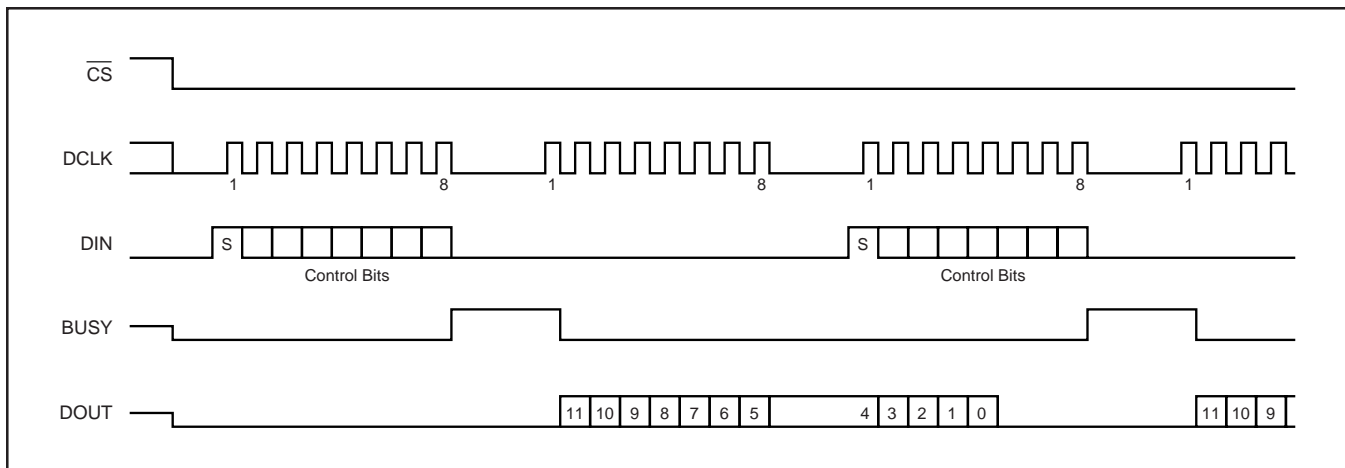 CS
DCLK
1 8 1 8 1 8 1
DIN
S S
Control Bits Control Bits
BUSY
DOUT
11 10 9 8 7 6 5 4 3 2 1 0 11 10 9